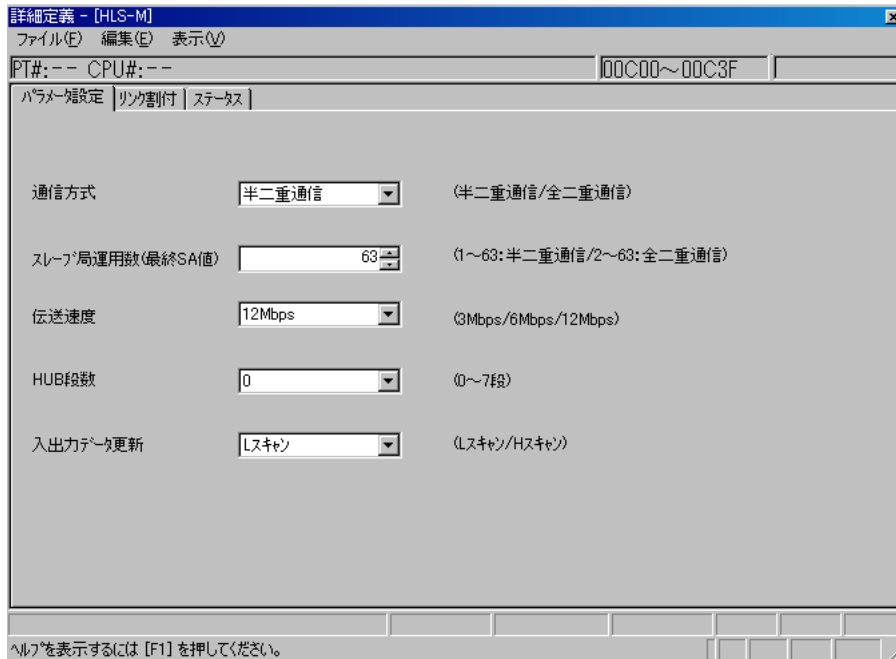 詳細定義 - [HLS-M]
ファイル(F) 編集(E) 表示(V)
PT#:-- CPU#:-- 00C00～00C3F
パラメータ設定 リンク割付 ステータス
通信方式 半二重通信 (半二重通信/全二重通信)
スレーブ局運用数(最終SA値) 63 (1～63:半二重通信/2～63:全二重通信)
伝送速度 12Mbps (3Mbps/6Mbps/12Mbps)
HUB段数 0 (0～7段)
入出力データ更新 Lスキャン (Lスキャン/Hスキャン)
ヘルプを表示するには [F1] を押してください。